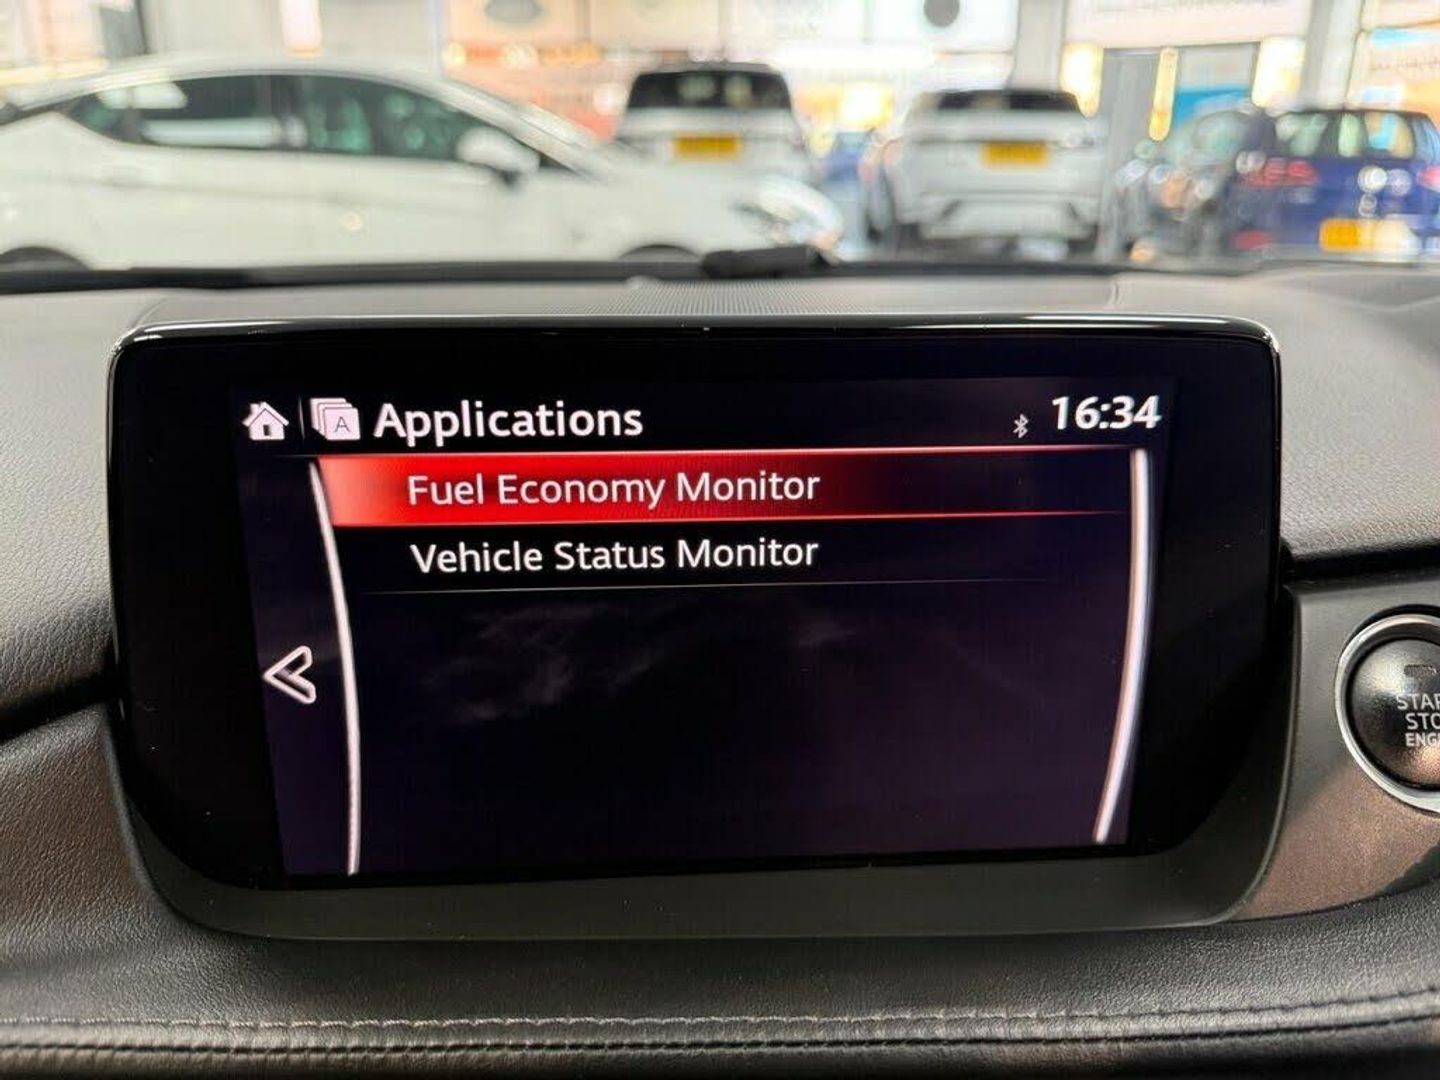 A Applications 16:34
Fuel Economy Monitor
Vehicle Status Monitor